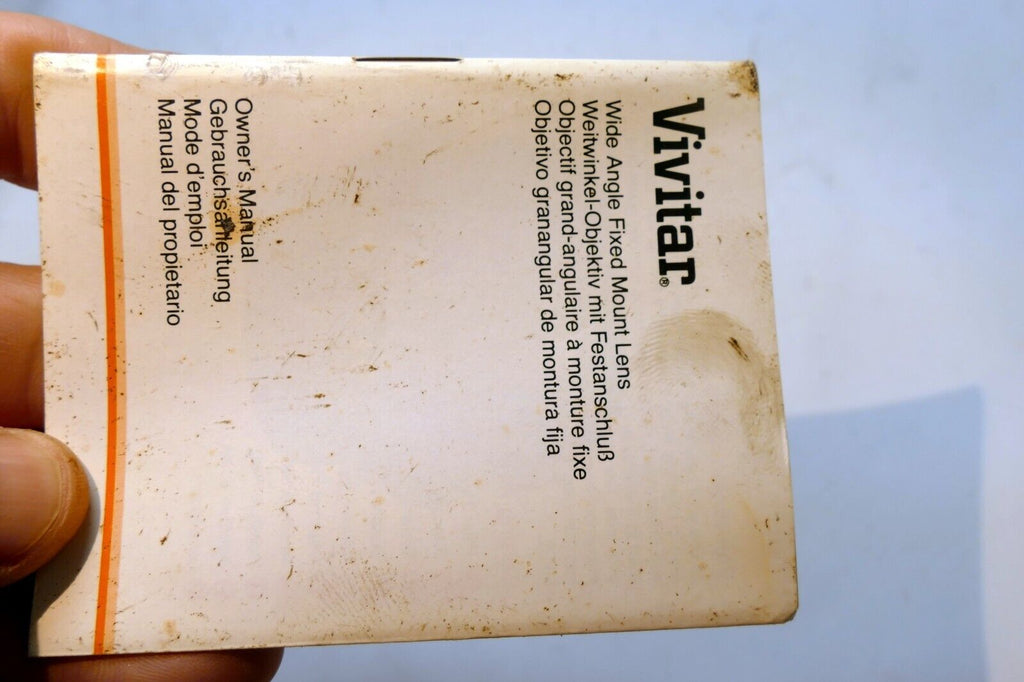 Vivitar®
Wide Angle Fixed Mount Lens
Weitwinkel-Objektiv mit Festanschluß
Objectif grand-angulaire à monture fixe
Objetivo granangular de montura fija
Owner's Manual
Gebrauchsanleitung
Mode d'emploi
Manual del propietario